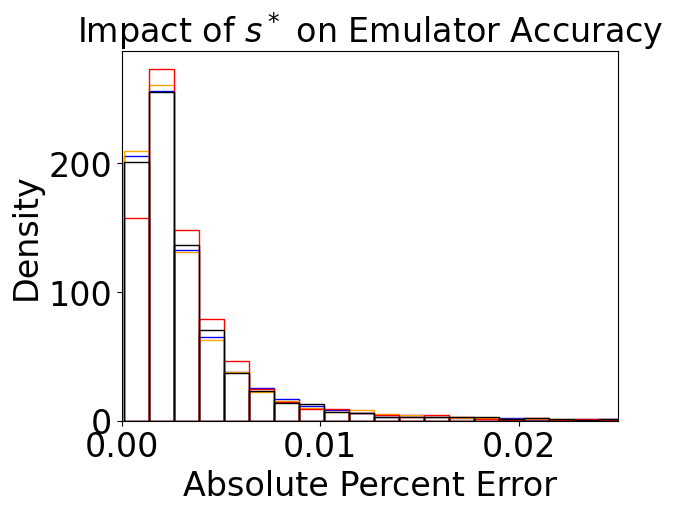 Impact of s* on Emulator Accuracy
Density
200
100
0
0.00
0.01
0.02
Absolute Percent Error